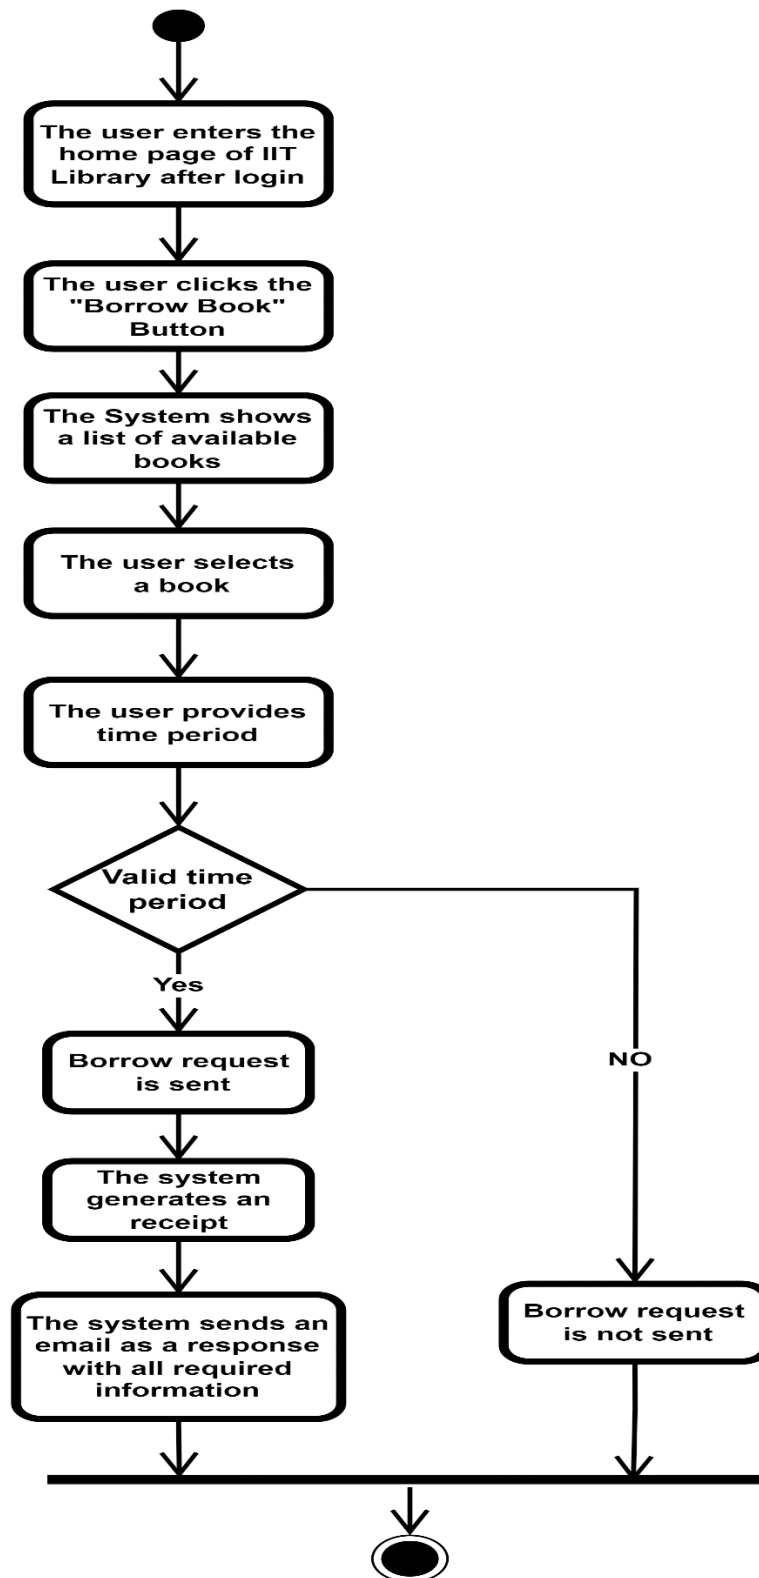 The user enters the
home page of IIT
Library after login
The user clicks the
"Borrow Book"
Button
The System shows
a list of available
books
The user selects
a book
The user provides
time period
Valid time
period
Yes
Borrow request
is sent
The system
generates an
receipt
The system sends an
email as a response
with all required
information
NO
Borrow request
is not sent